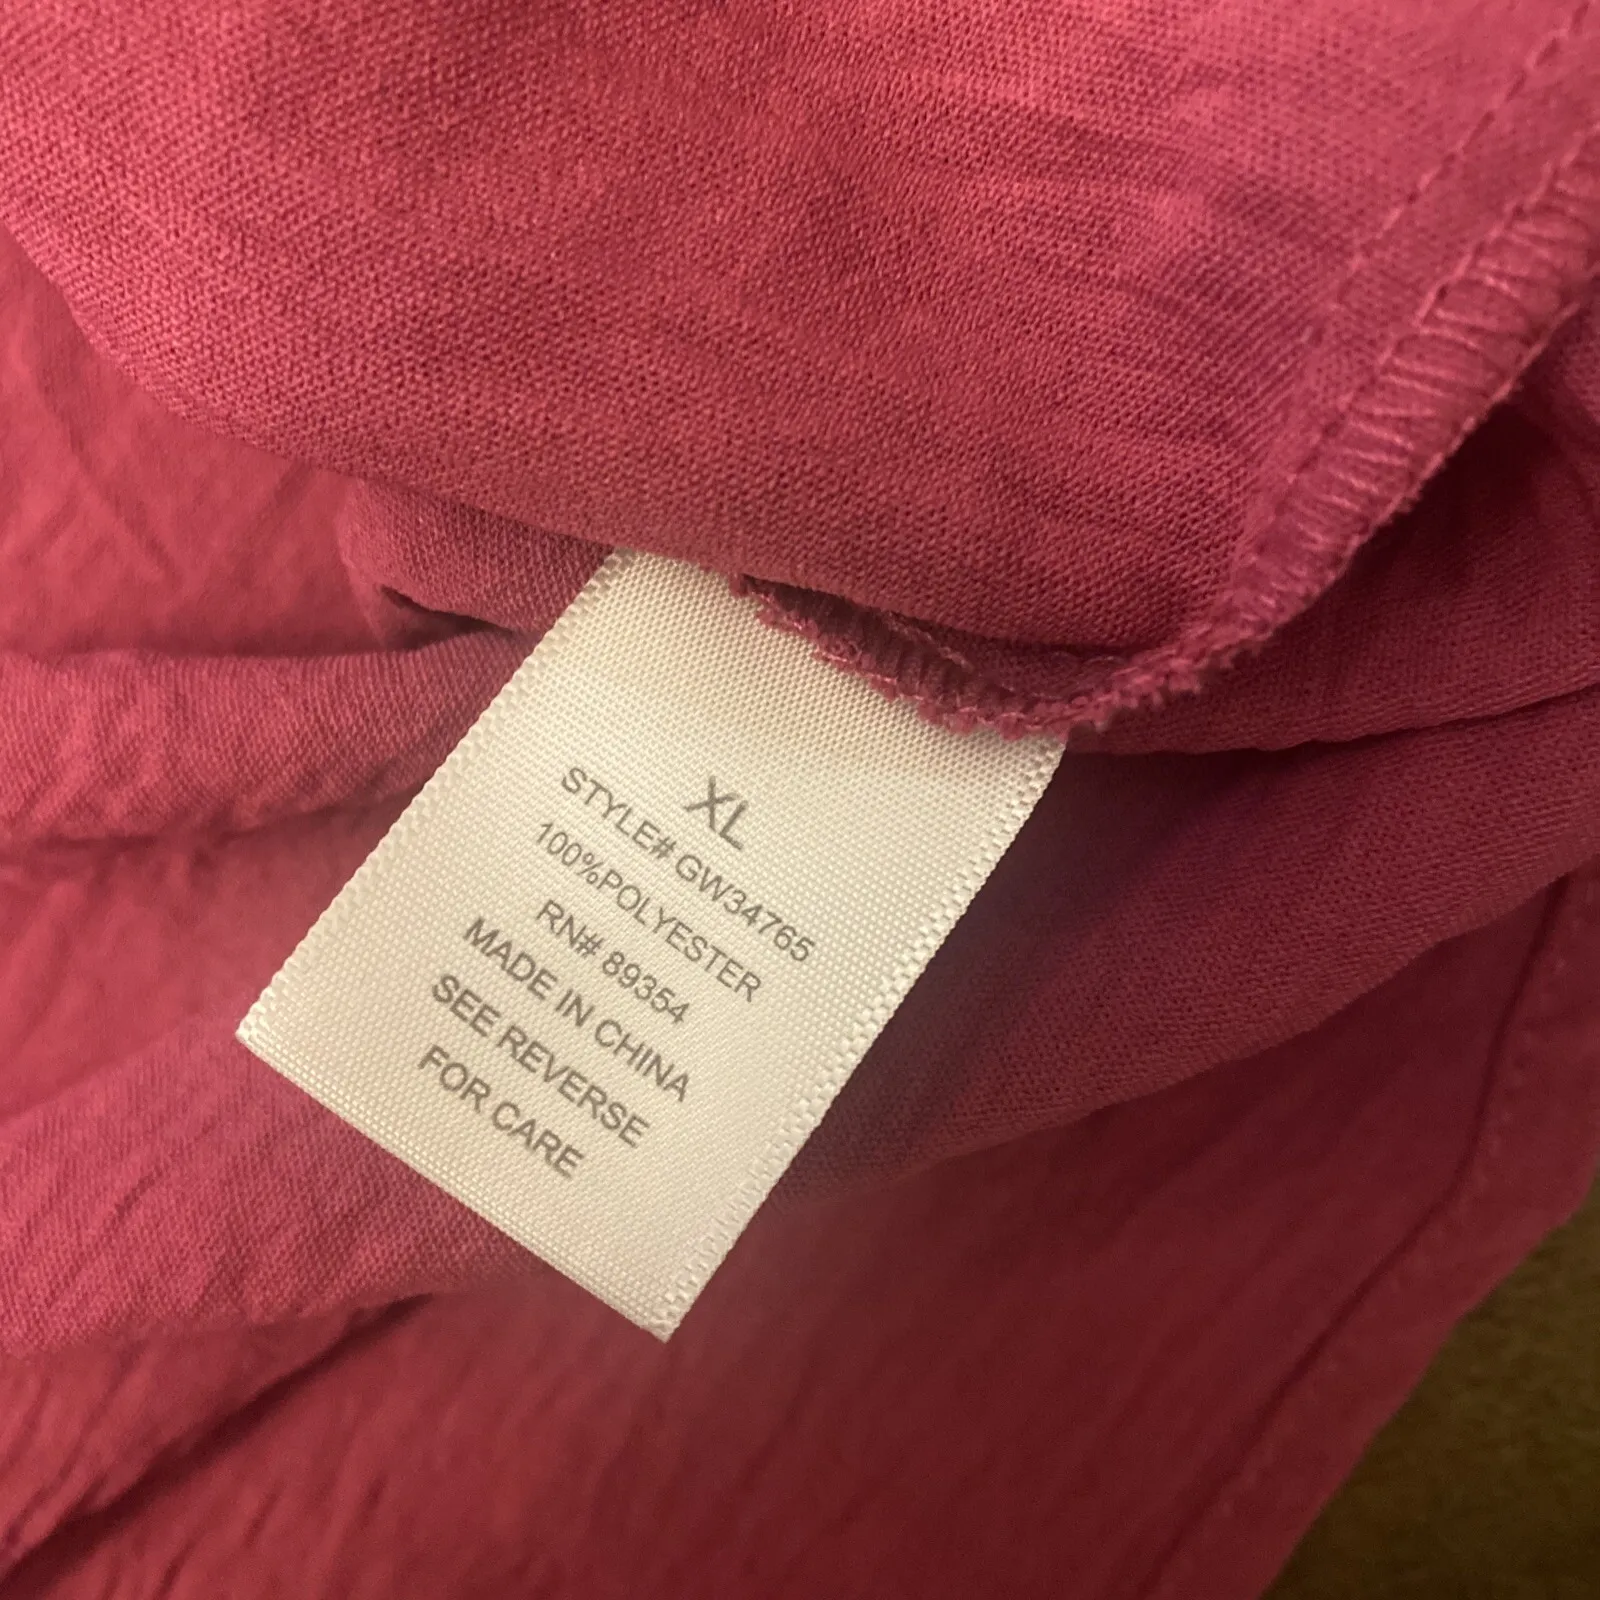 XL
STYLE# GW34765
100%POLYESTER
RN# 89354
MADE IN CHINA
SEE REVERSE
FOR CARE